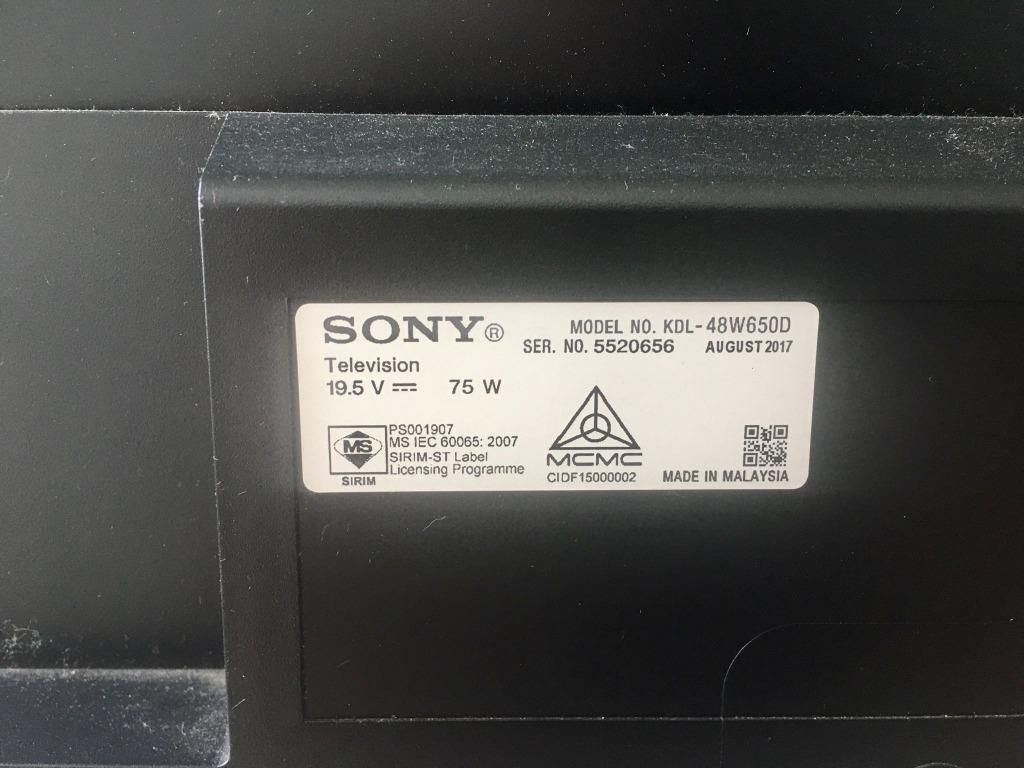 SONY®
MODEL NO. KDL-48W650D
SER. NO. 5520656 AUGUST 2017
Television
19.5 V ⎓ 75 W
PS001907
MS IEC 60065: 2007
SIRIM-ST Label
Licensing Programme
MS
SIRIM
MCMC
CIDF15000002
MADE IN MALAYSIA